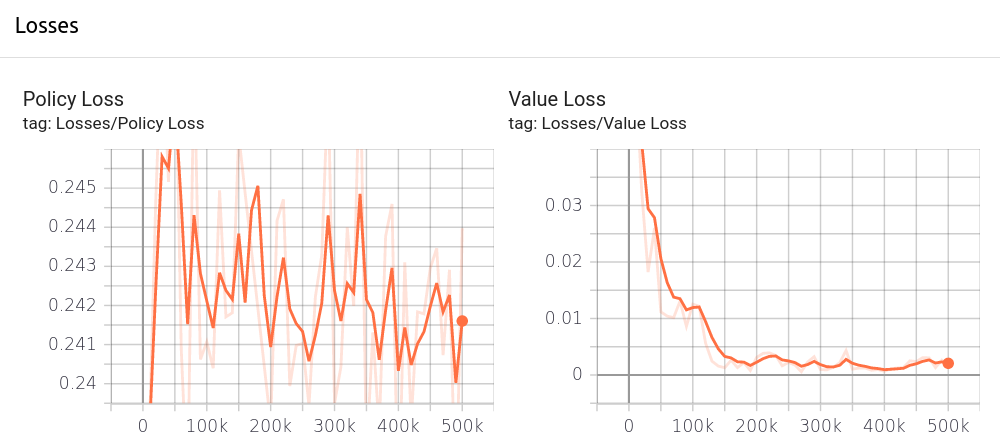 Losses
Policy Loss
tag: Losses/Policy Loss
0.245
0.244
0.243
0.242
0.241
0.24
0 100k 200k 300k 400k 500k
Value Loss
tag: Losses/Value Loss
0.03
0.02
0.01
0
0 100k 200k 300k 400k 500k